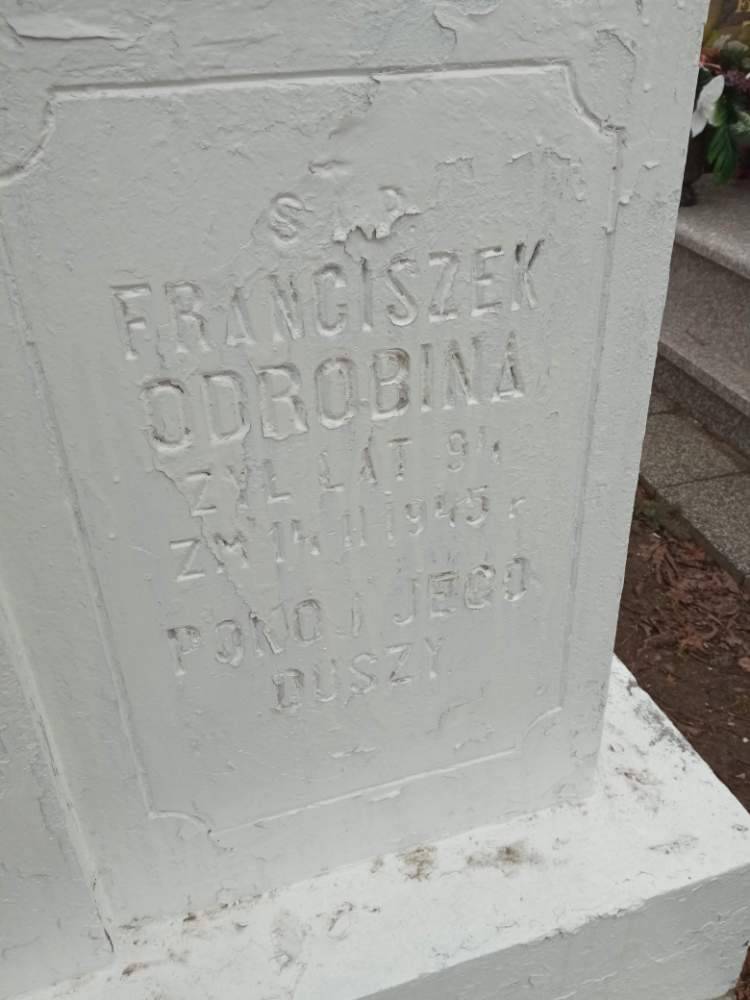 Ś P
FRANCISZEK
ODROBINA
ŻYŁ LAT 94
ZM 14 II 1945 r
POKÓJ JEGO
DUSZY